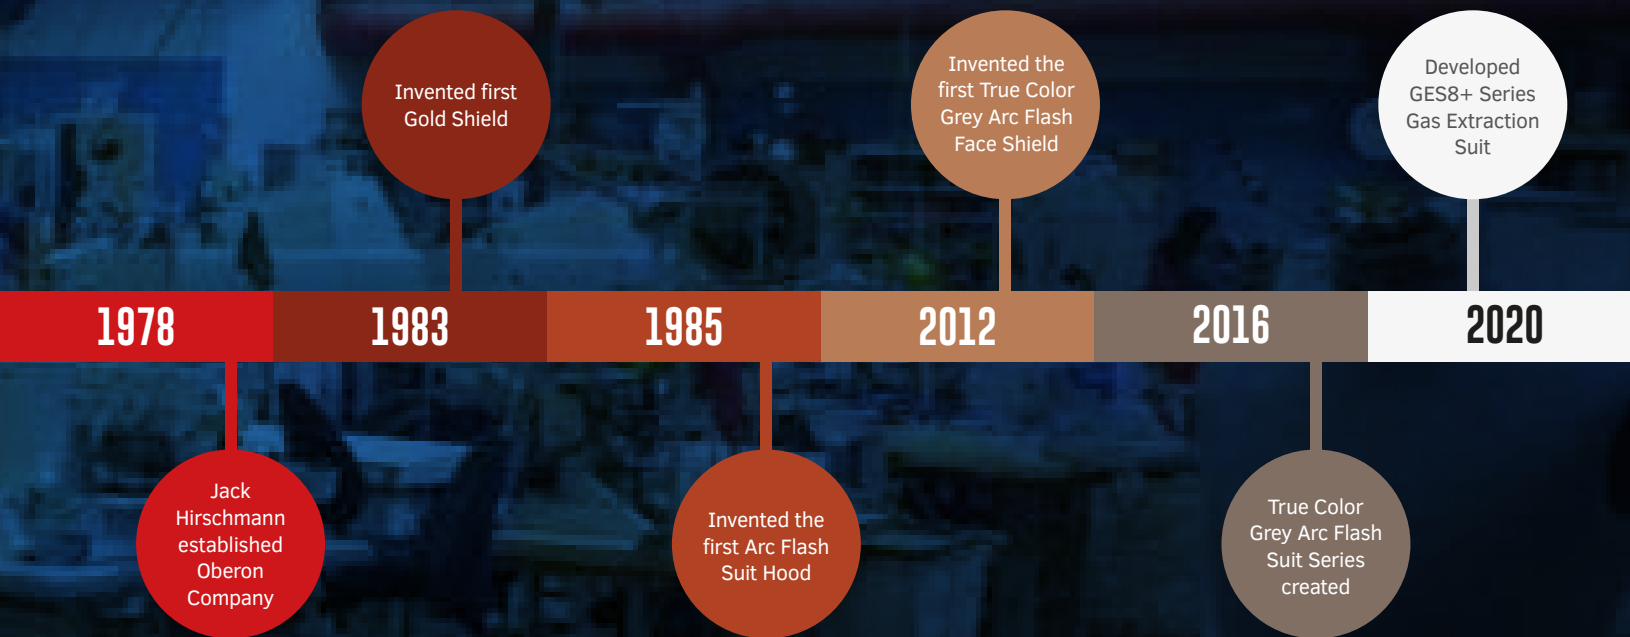 Invented first
Gold Shield
Invented the
first True Color
Grey Arc Flash
Face Shield
Developed
GES8+ Series
Gas Extraction
Suit
1978
1983
1985
2012
2016
2020
Jack
Hirschmann
established
Oberon
Company
Invented the
first Arc Flash
Suit Hood
True Color
Grey Arc Flash
Suit Series
created